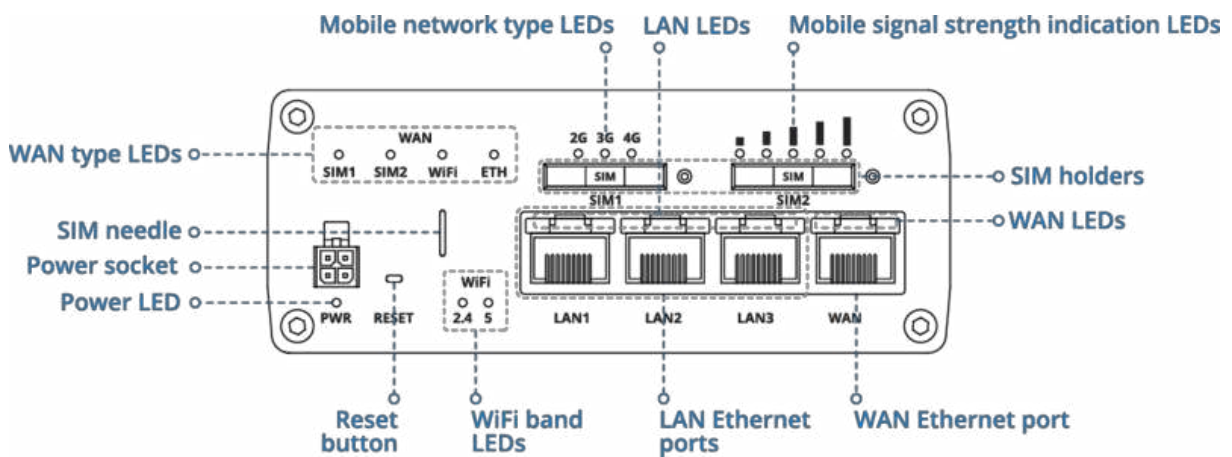 Mobile network type LEDs LAN LEDs Mobile signal strength indication LEDs
WAN
2G 3G 4G
WAN type LEDs
SIM1 SIM2 WiFi ETH
SIM SIM
SIM holders
SIM1 SIM2
WAN LEDs
SIM needle
Power socket
WiFi
Power LED
PWR RESET 2.4 5 LAN1 LAN2 LAN3 WAN
Reset button
WiFi band LEDs
LAN Ethernet ports
WAN Ethernet port